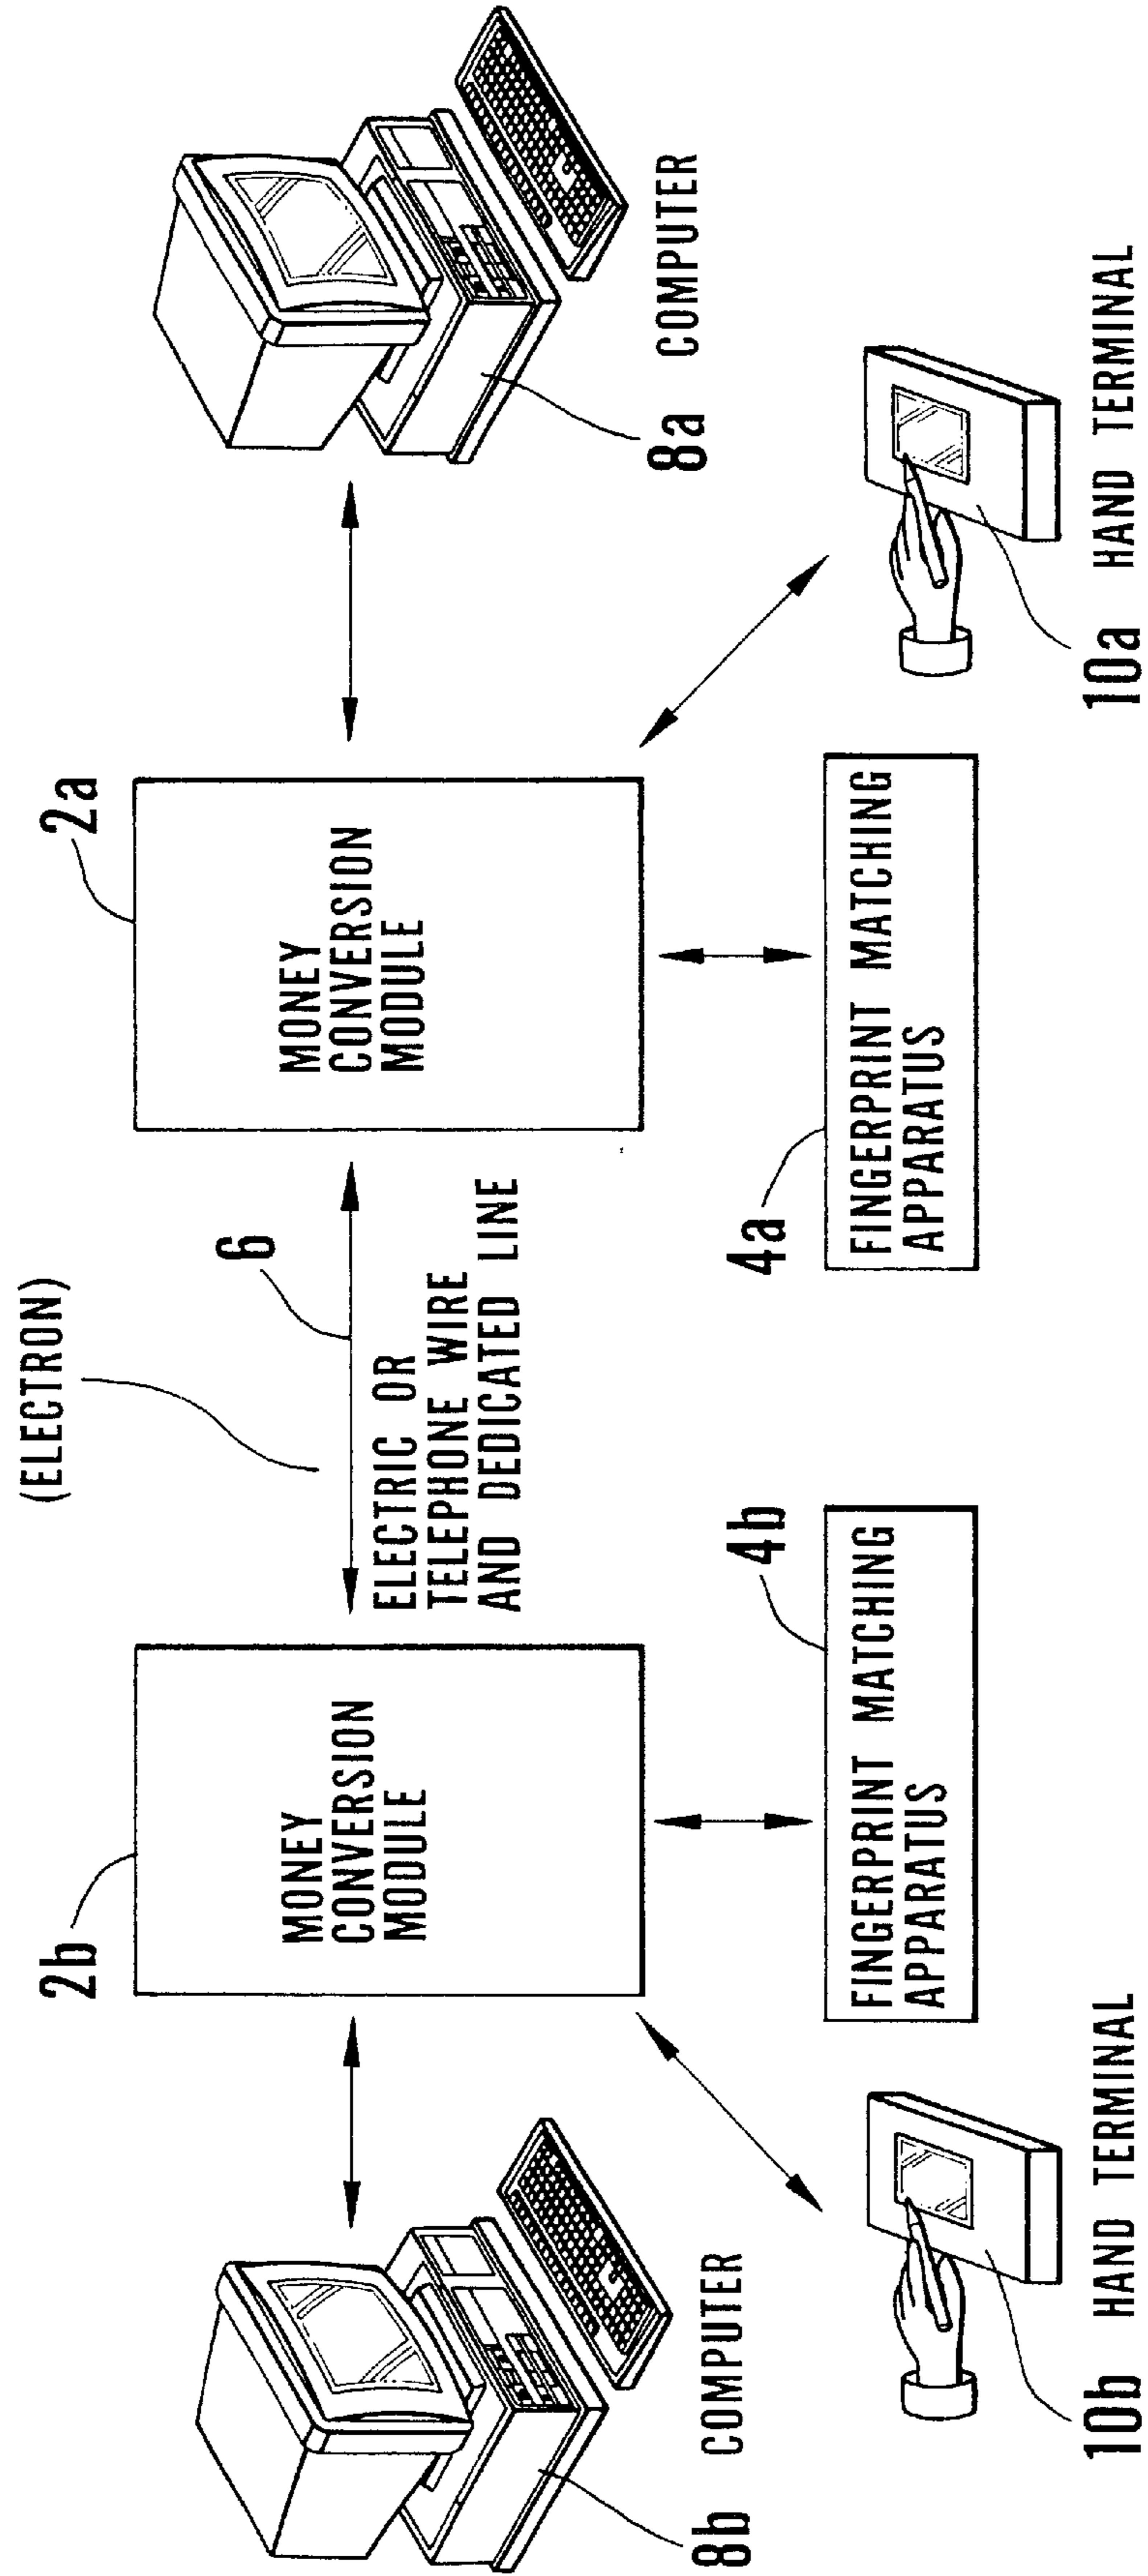 (ELECTRON)
2b
6
2a
MONEY
CONVERSION
MODULE
ELECTRIC OR
TELEPHONE WIRE
AND DEDICATED LINE
MONEY
CONVERSION
MODULE
8b
COMPUTER
8a
COMPUTER
4b
4a
FINGERPRINT MATCHING
APPARATUS
FINGERPRINT MATCHING
APPARATUS
10b
HAND TERMINAL
10a
HAND TERMINAL